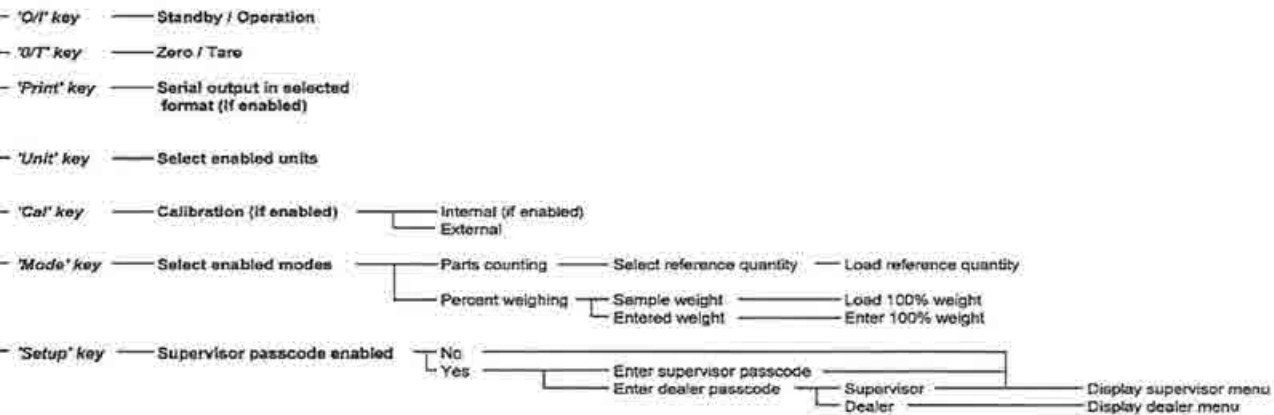 'O/I' key Standby / Operation
'0/T' key Zero / Tare
'Print' key Serial output in selected
format (if enabled)
'Unit' key Select enabled units
'Cal' key Calibration (if enabled) Internal (if enabled)
External
'Mode' key Select enabled modes Parts counting Select reference quantity Load reference quantity
Percent weighing Sample weight Load 100% weight
Entered weight Enter 100% weight
'Setup' key Supervisor passcode enabled No
Yes Enter supervisor passcode
Enter dealer passcode Supervisor Display supervisor menu
Dealer Display dealer menu